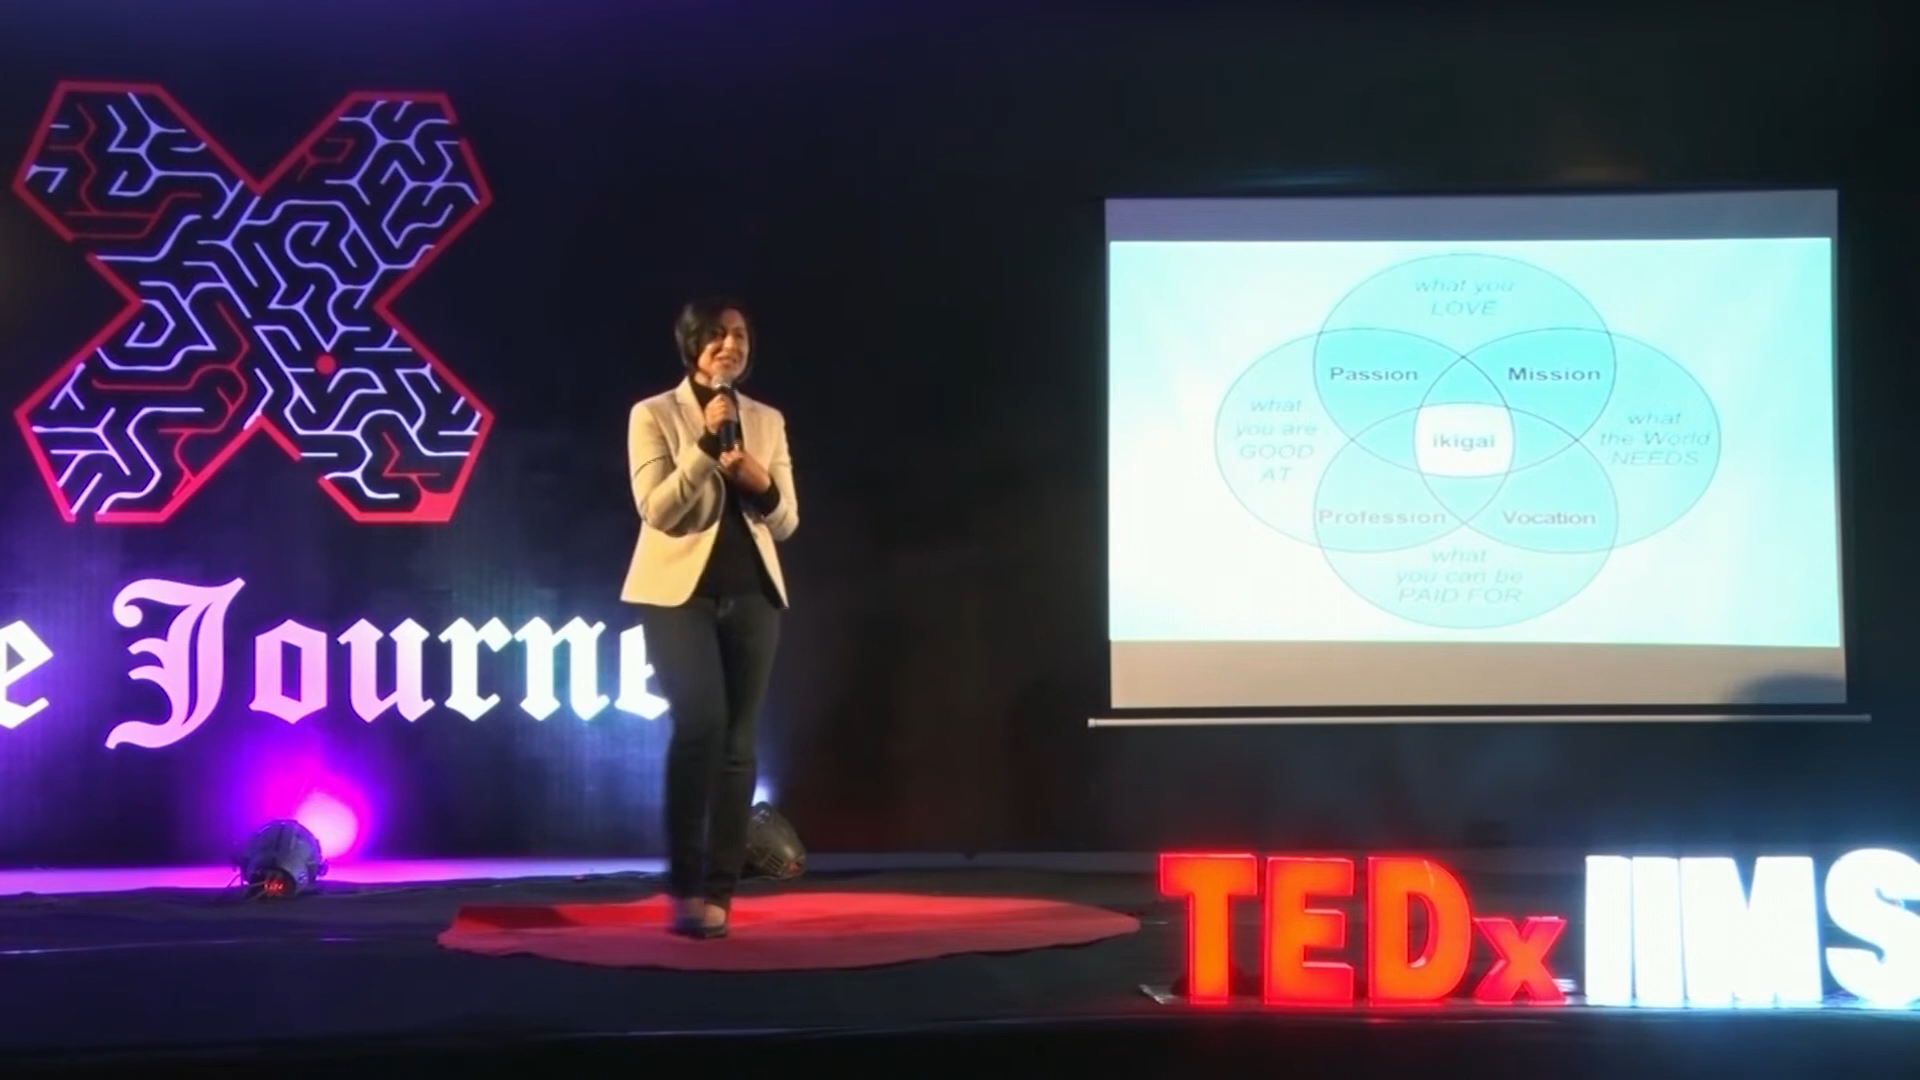 e Journe
what you
LOVE
Passion
Mission
what
you are
GOOD
AT
ikigai
what
the World
NEEDS
Profession
Vocation
what
you can be
PAID FOR
TEDx IIMS